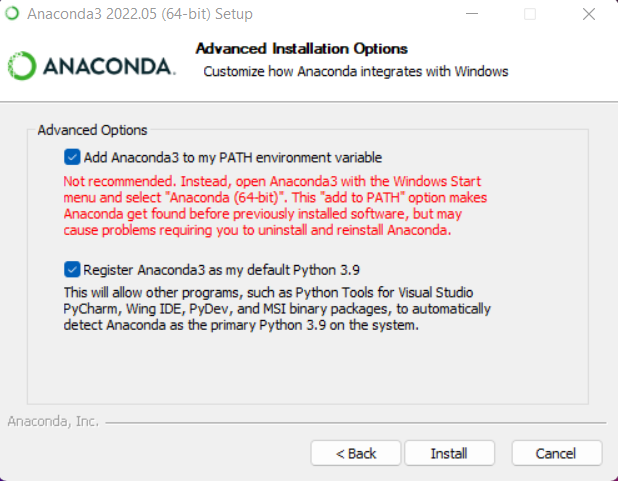 Anaconda3 2022.05 (64-bit) Setup
ANACONDA.
Advanced Installation Options
Customize how Anaconda integrates with Windows
Advanced Options
Add Anaconda3 to my PATH environment variable
Not recommended. Instead, open Anaconda3 with the Windows Start
menu and select "Anaconda (64-bit)". This "add to PATH" option makes
Anaconda get found before previously installed software, but may
cause problems requiring you to uninstall and reinstall Anaconda.
Register Anaconda3 as my default Python 3.9
This will allow other programs, such as Python Tools for Visual Studio
PyCharm, Wing IDE, PyDev, and MSI binary packages, to automatically
detect Anaconda as the primary Python 3.9 on the system.
Anaconda, Inc.
< Back
Install
Cancel